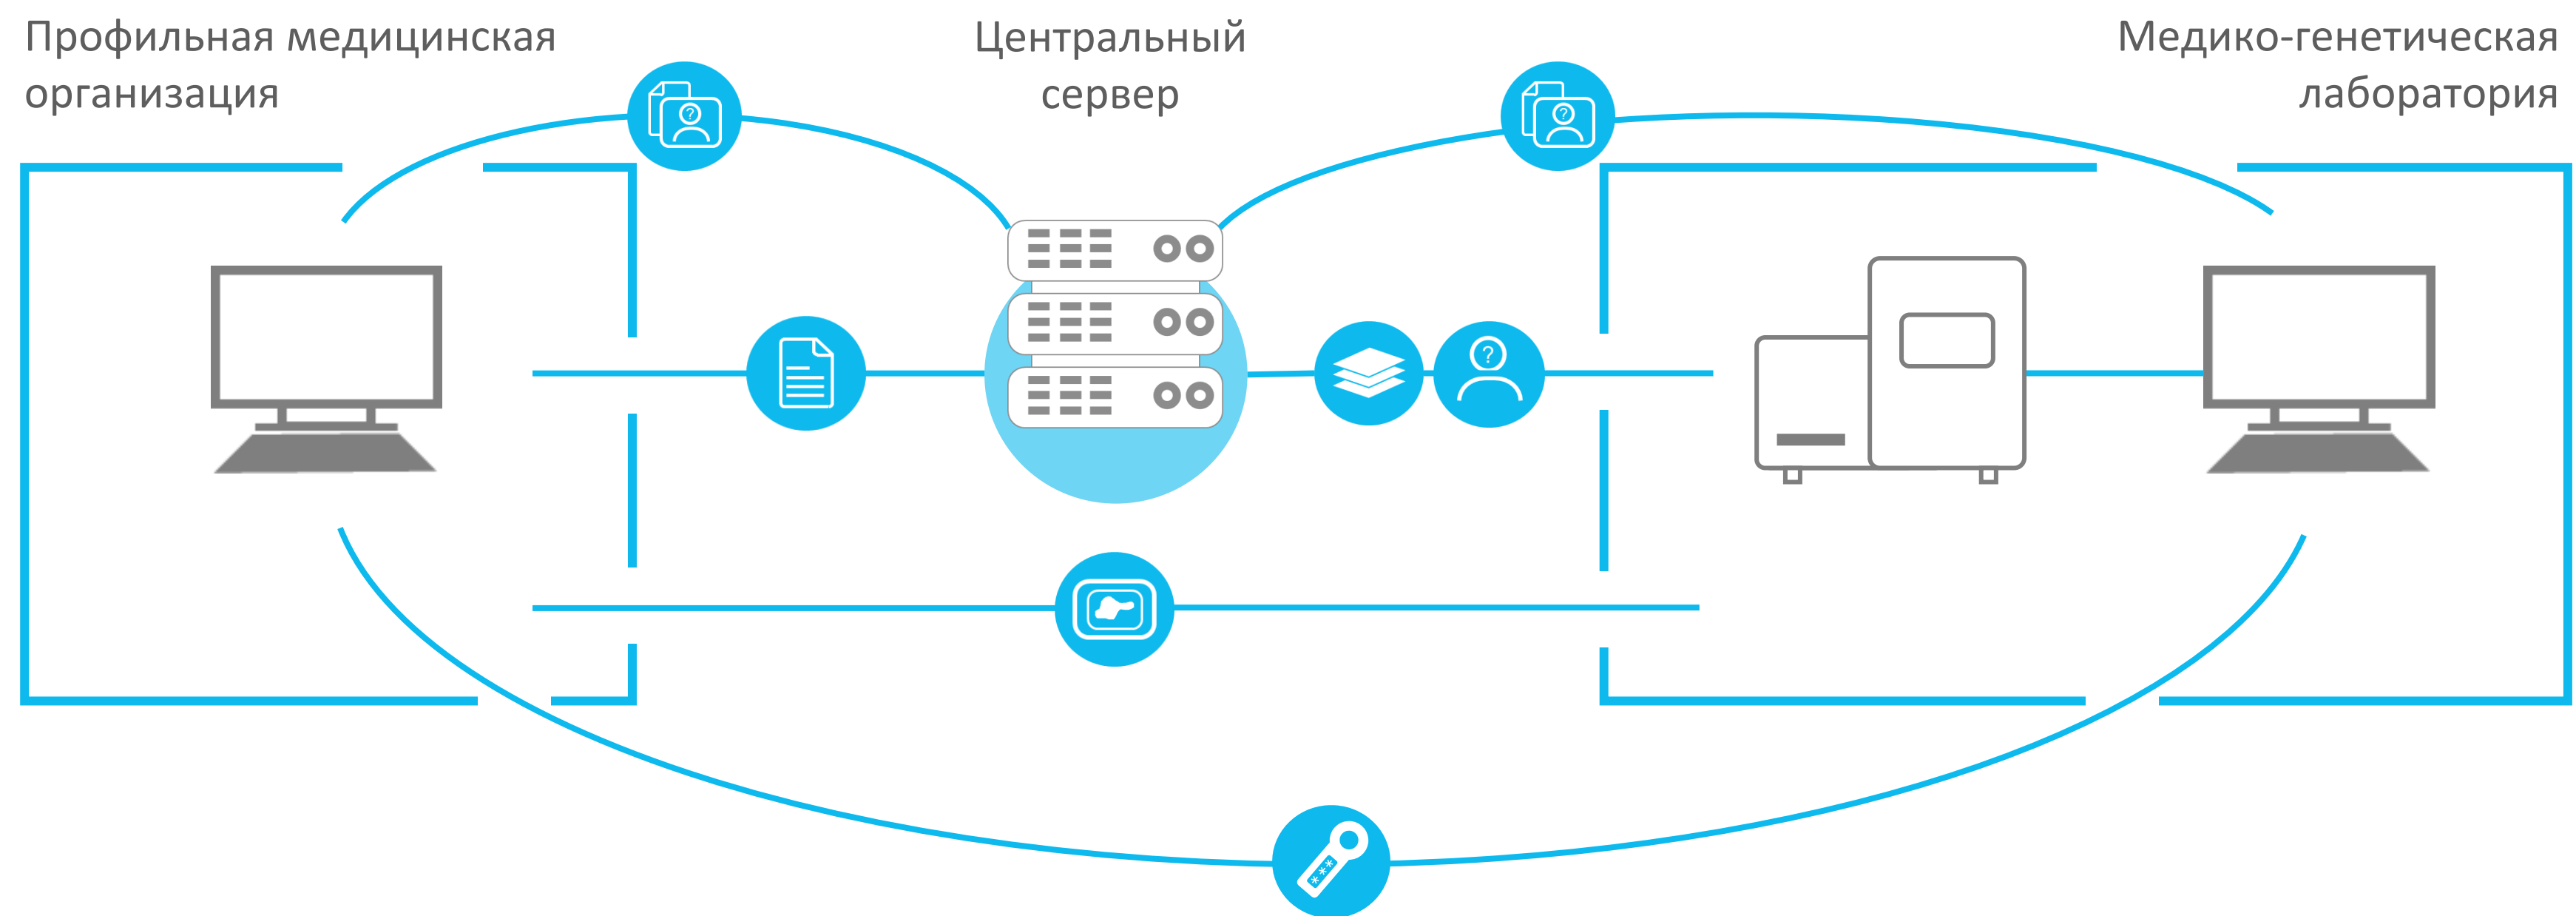 Профильная медицинская
организация
Центральный
сервер
Медико-генетическая
лаборатория
?
?
?
***